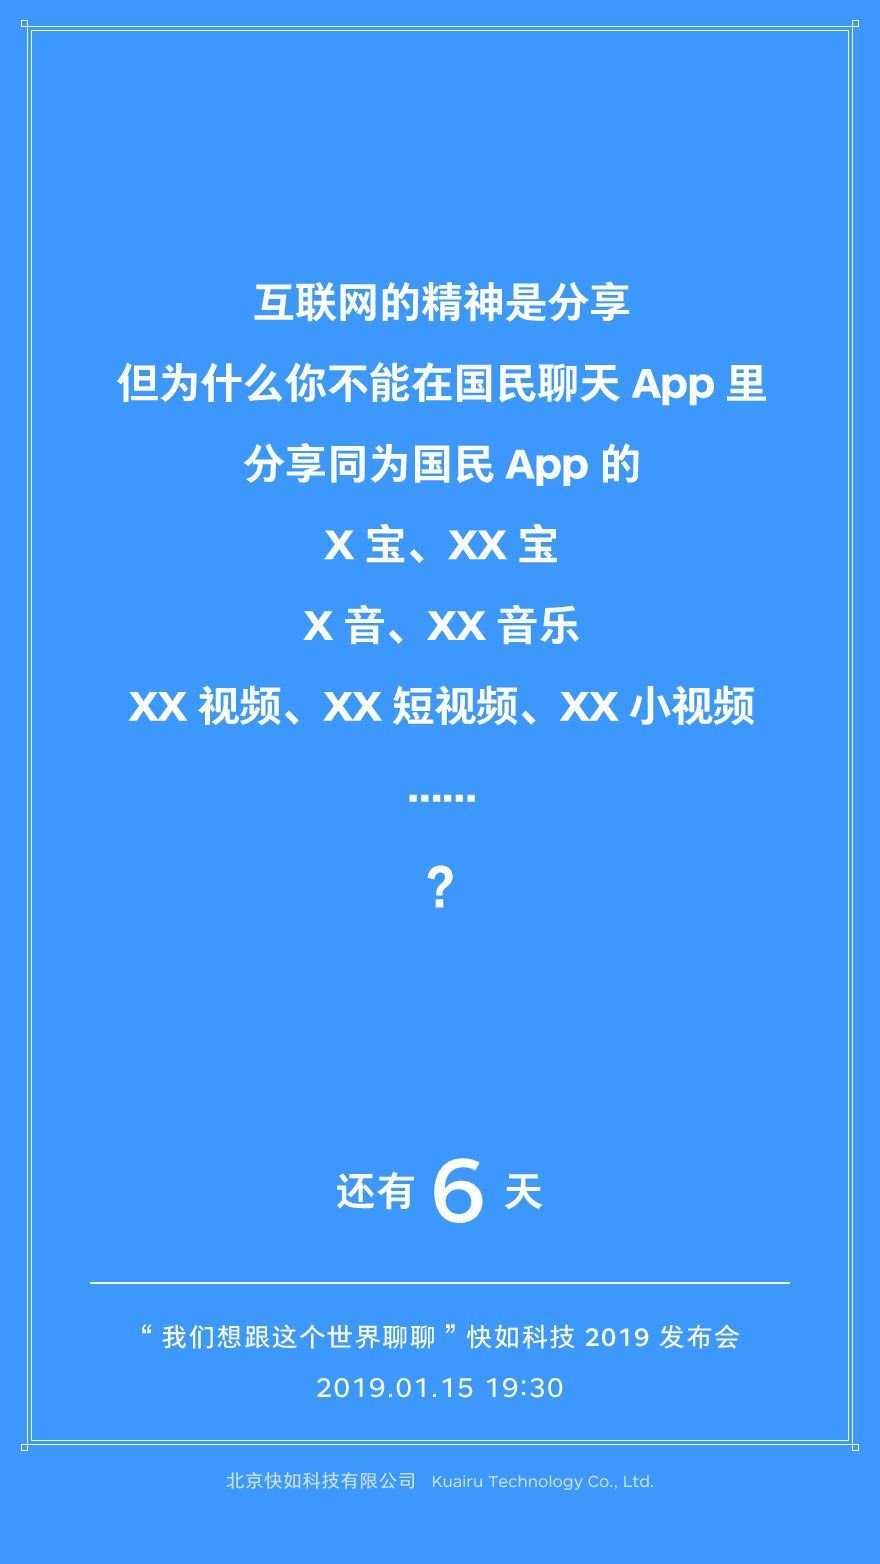 互联网的精神是分享
但为什么你不能在国民聊天 App 里
分享同为国民 App 的
X 宝、XX 宝
X 音、XX 音乐
XX 视频、XX 短视频、XX 小视频
……
?
还有 6 天
“我们想跟这个世界聊聊”快如科技 2019 发布会
2019.01.15 19:30
北京快如科技有限公司 Kuairu Technology Co., Ltd.